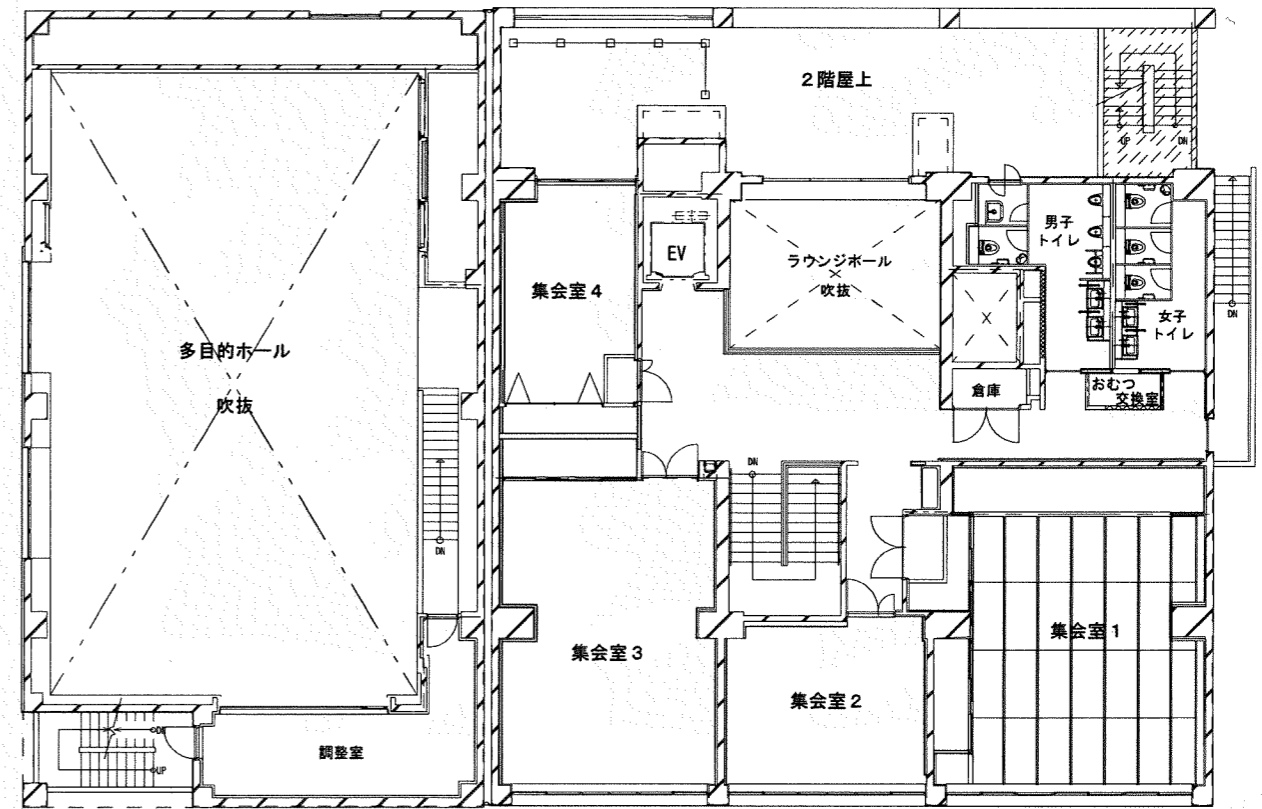 2階屋上
UP
DN
EV
男子
トイレ
ラウンジボール
吹抜
集会室4
女子
トイレ
DN
多目的ホール
吹抜
倉庫
おむつ
交換室
DN
DN
集会室3
集会室1
集会室2
調整室
DN
UP